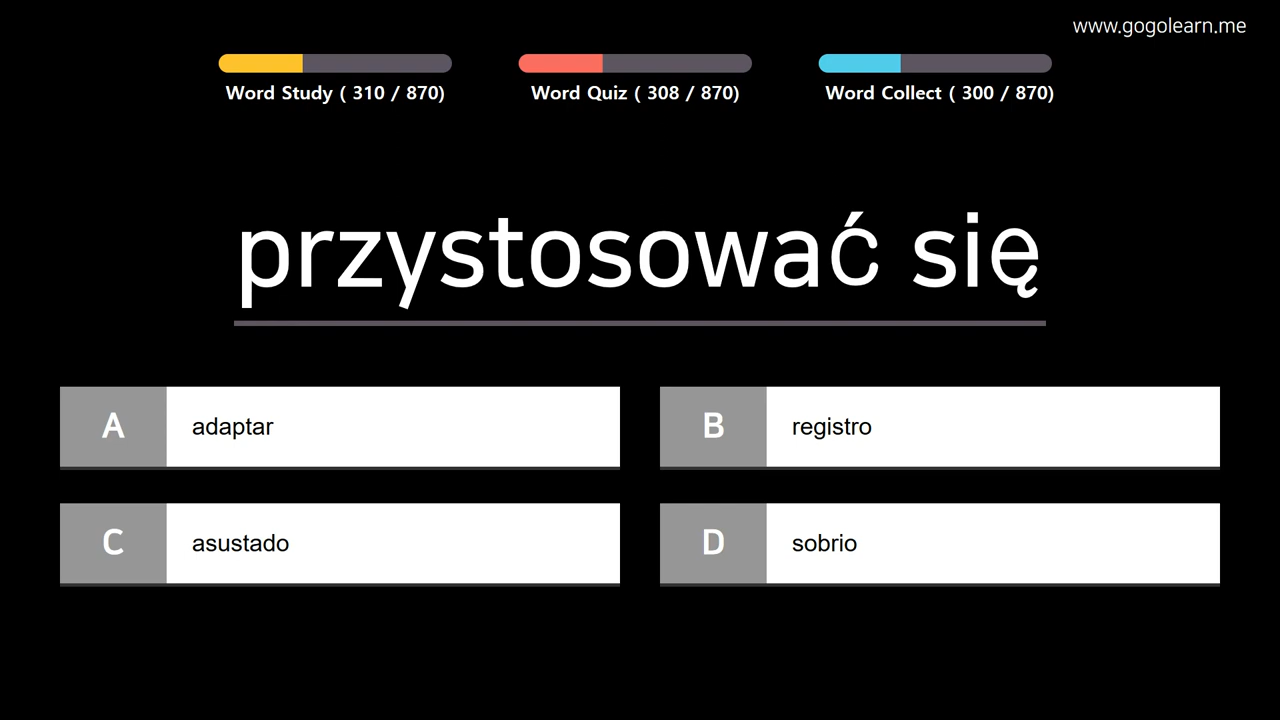 www.gogolearn.me
Word Study ( 310 / 870)
Word Quiz ( 308 / 870)
Word Collect ( 300 / 870)
przystosować się
A adaptar
B registro
C asustado
D sobrio